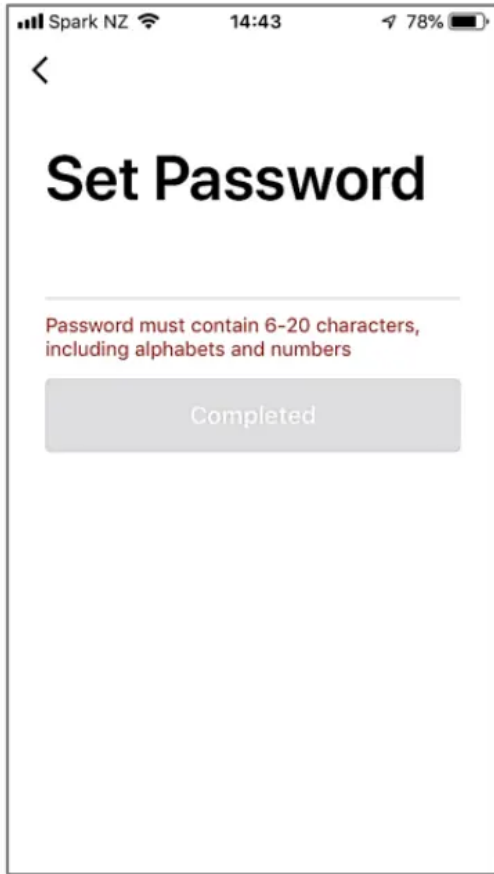 Spark NZ 14:43 78%
Set Password
Password must contain 6-20 characters,
including alphabets and numbers
Completed